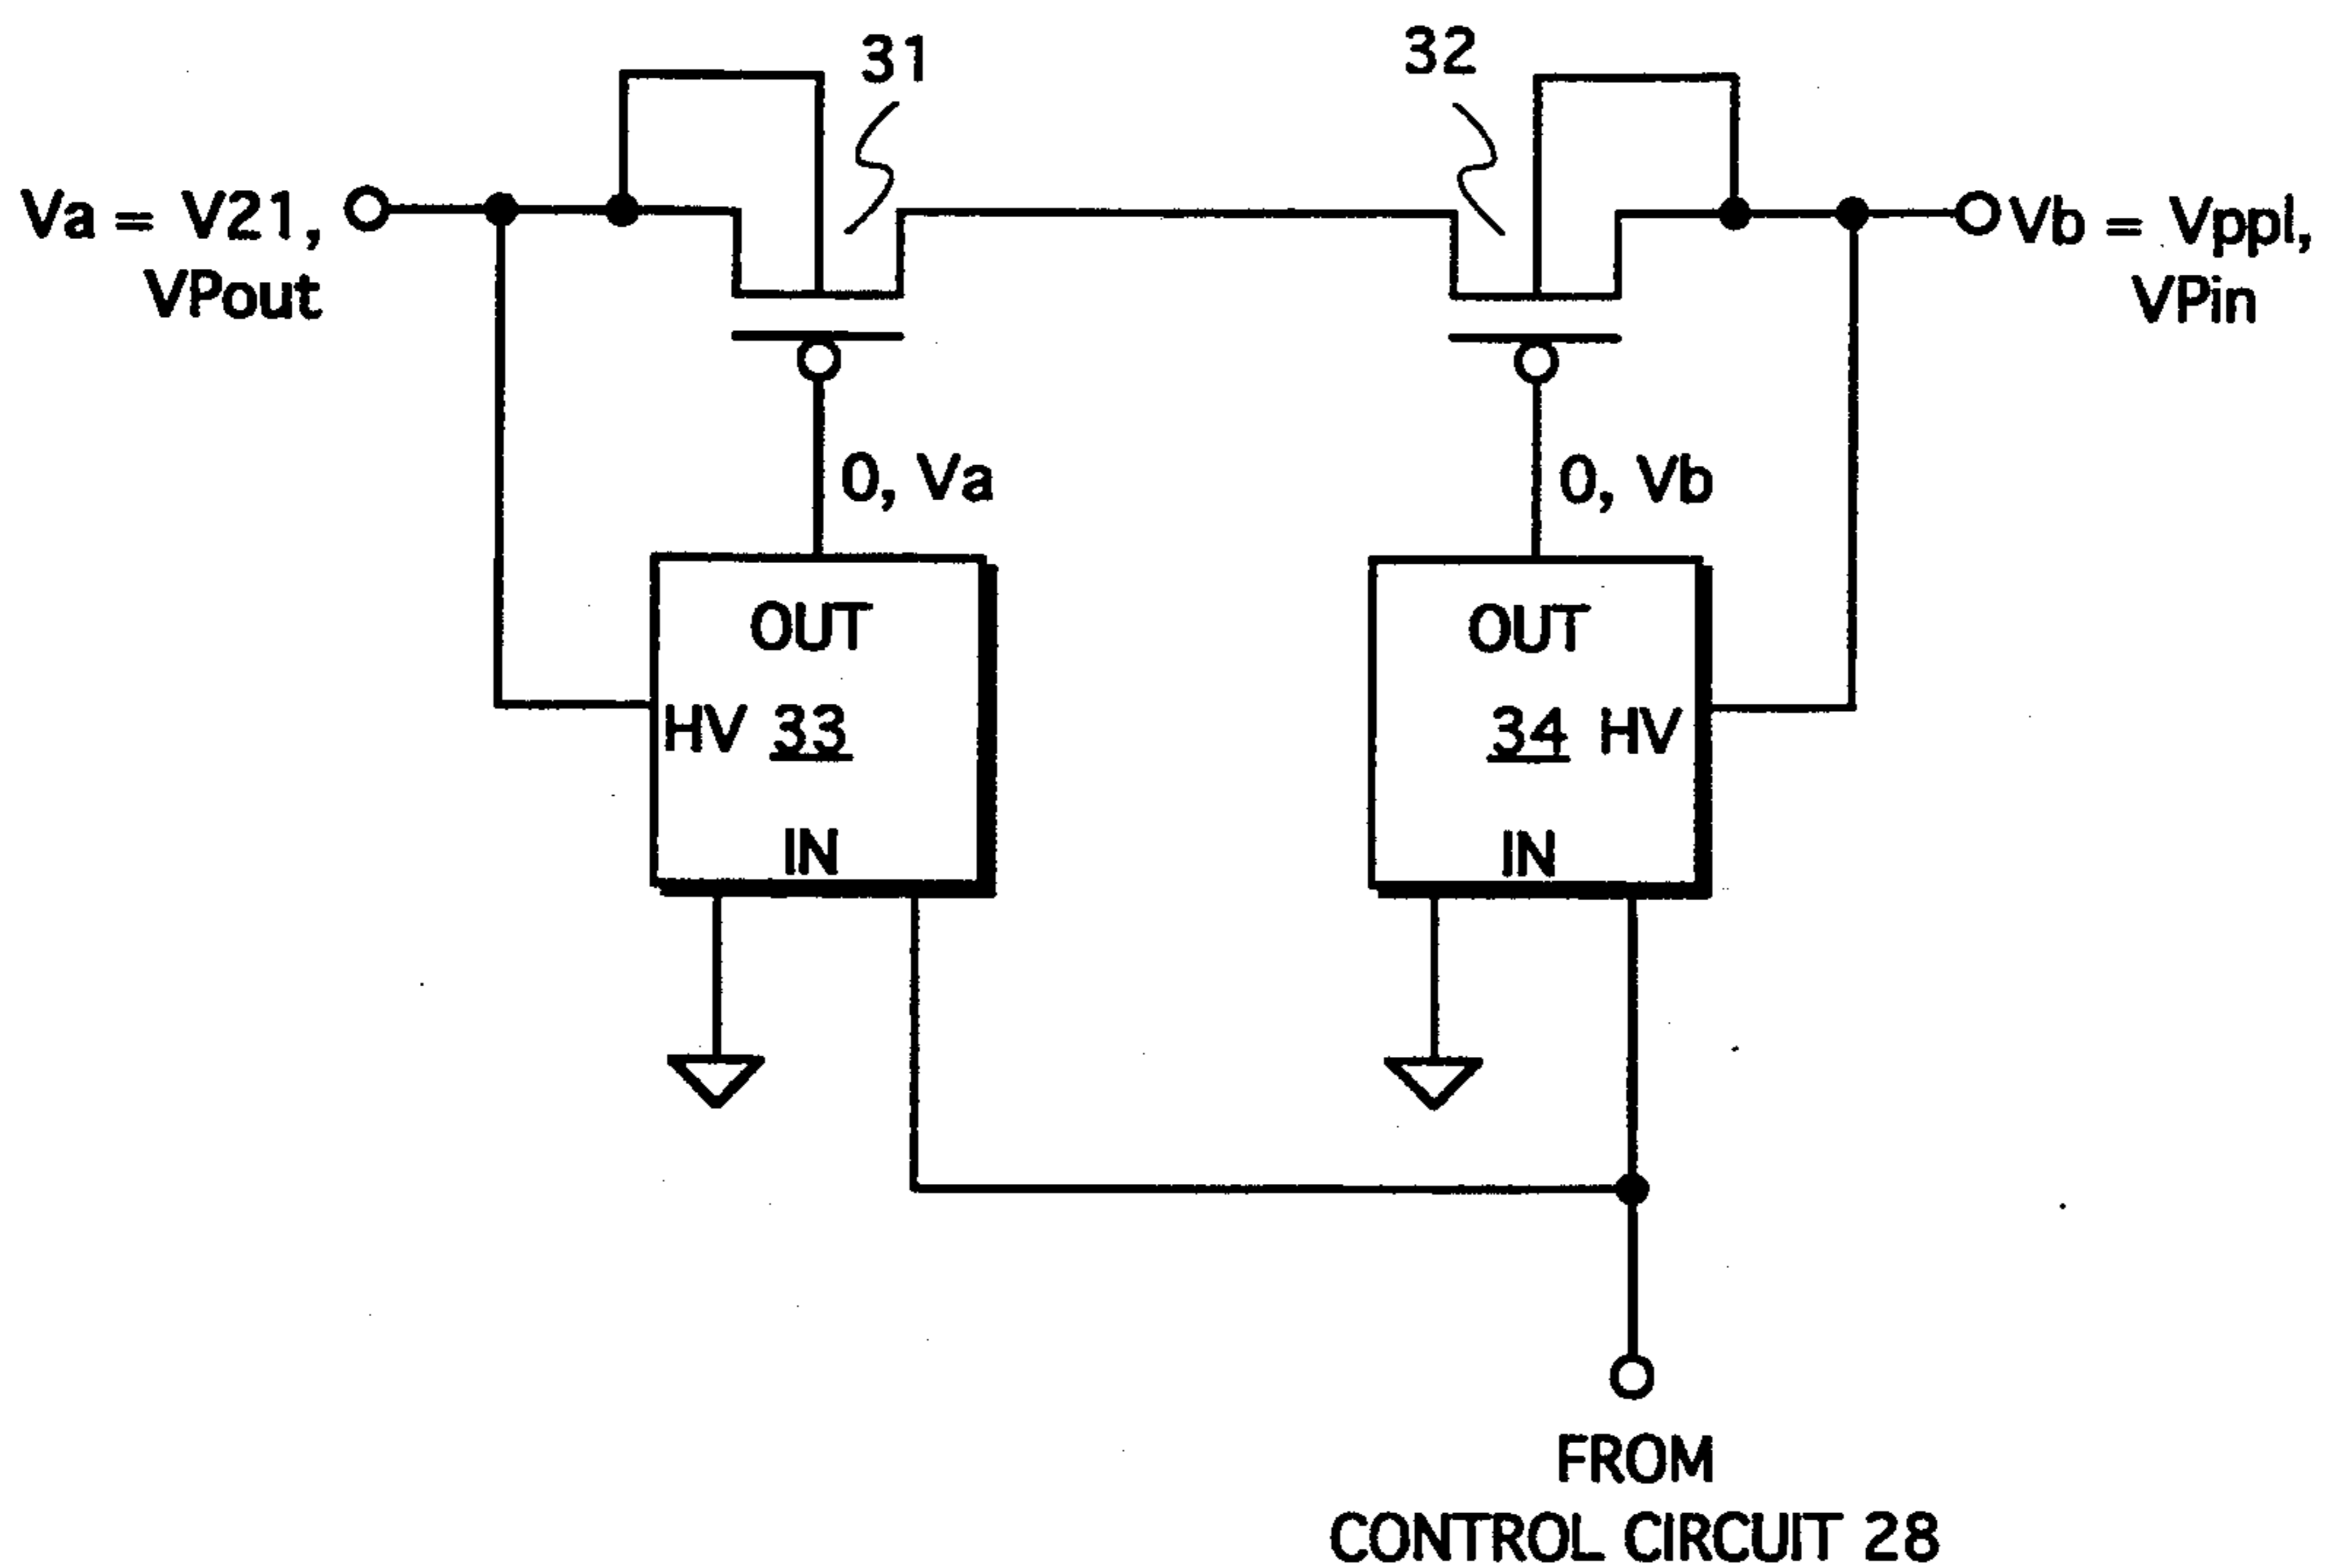 31
32
Va = V21,
VPout
Vb = Vppl,
VPin
0, Va
0, Vb
OUT
HV 33
IN
OUT
34 HV
IN
FROM
CONTROL CIRCUIT 28